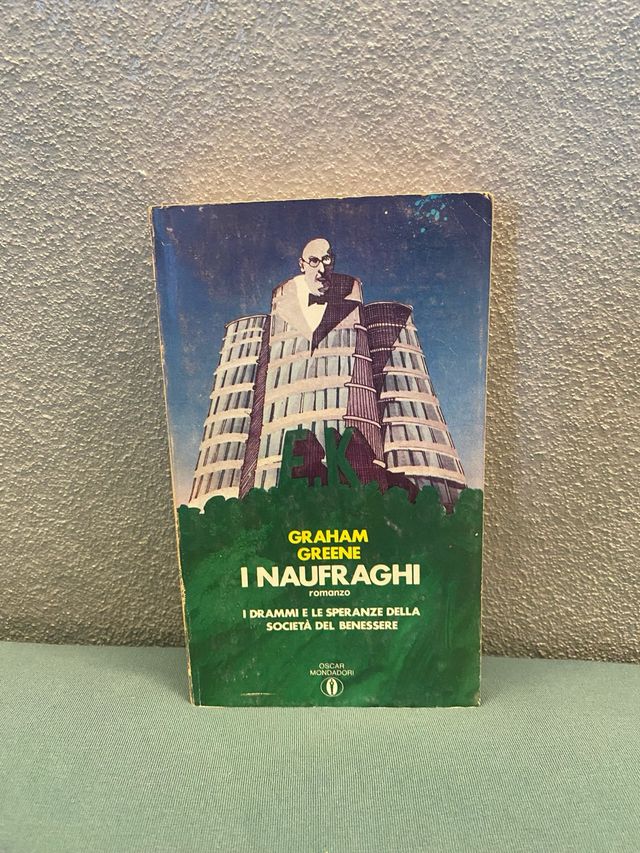 E.K
GRAHAM
GREENE
I NAUFRAGHI
romanzo
I DRAMMI E LE SPERANZE DELLA
SOCIETÀ DEL BENESSERE
OSCAR
MONDADORI